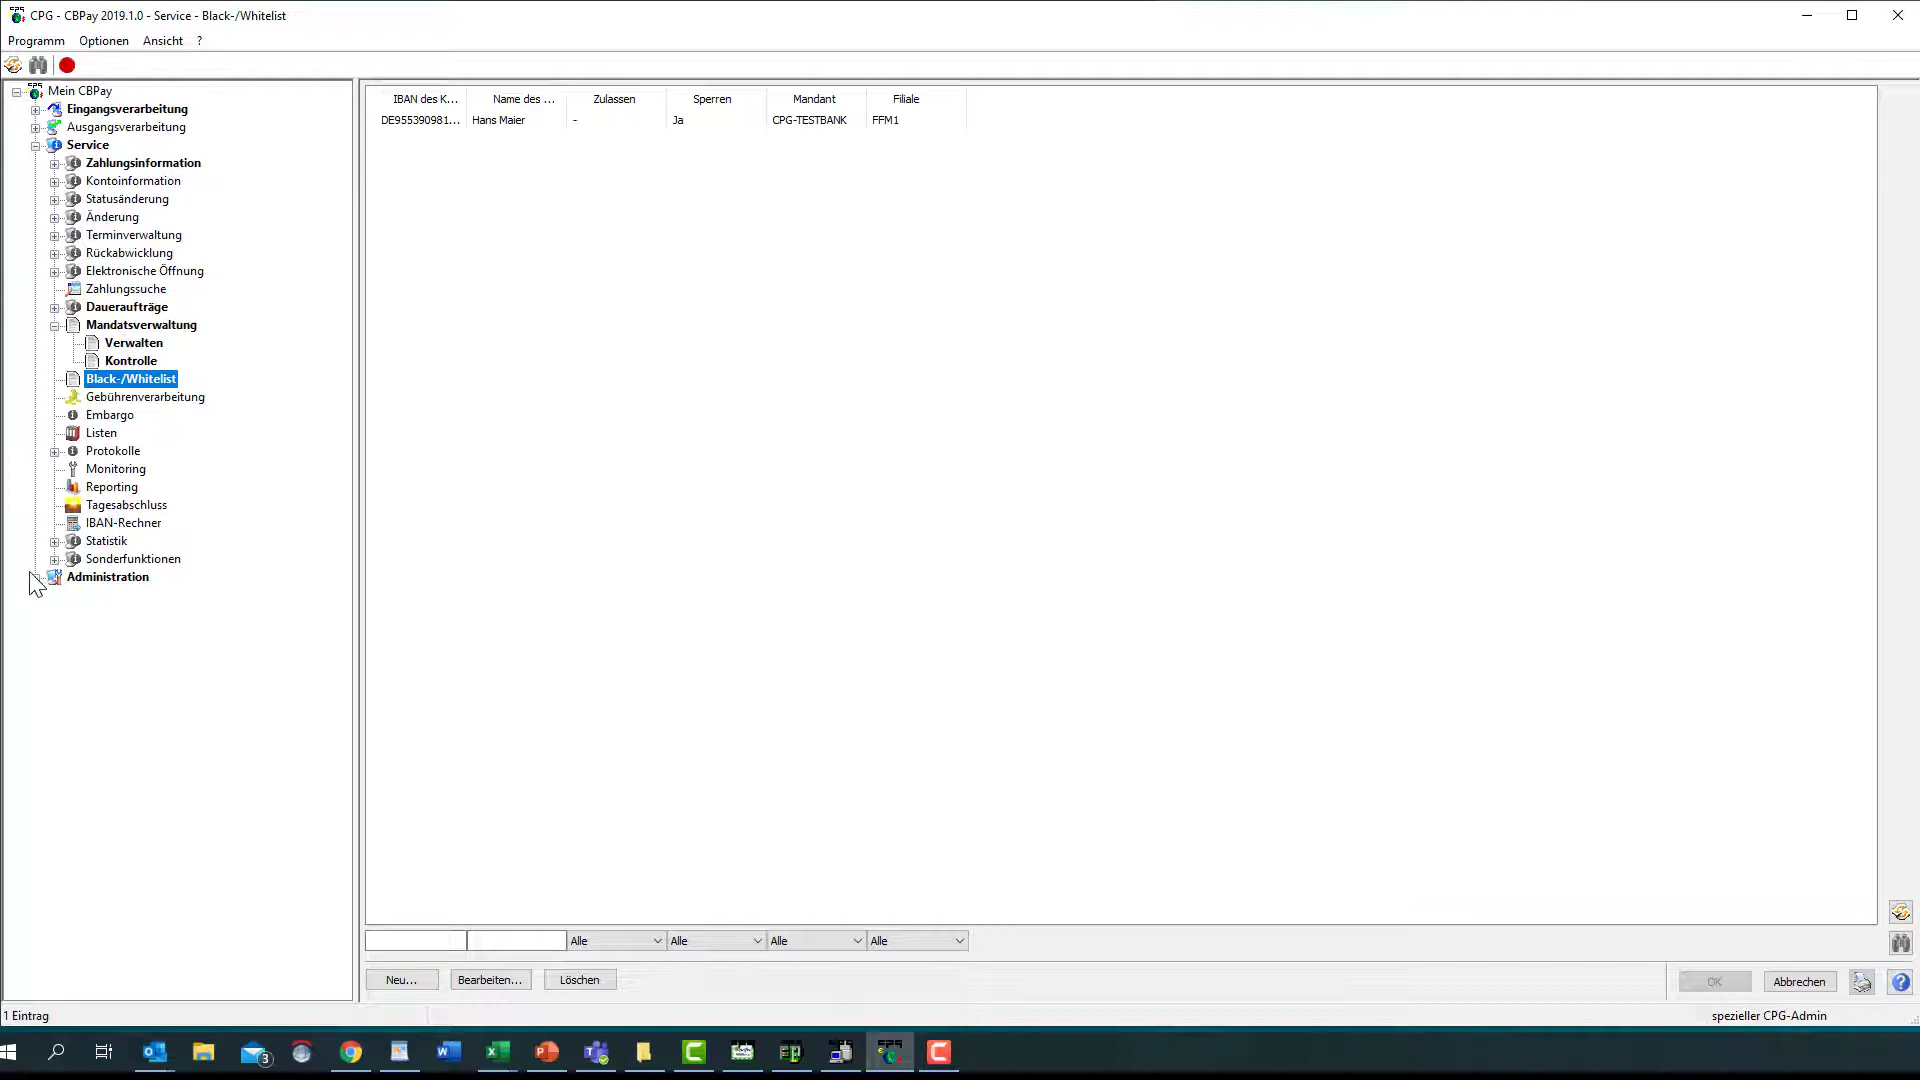 CPG - CBPay 2019.1.0 - Service - Black-/Whitelist
Programm Optionen Ansicht ?
Mein CBPay
Eingangsverarbeitung
Ausgangsverarbeitung
Service
Zahlungsinformation
Kontoinformation
Statusänderung
Änderung
Terminverwaltung
Rückabwicklung
Elektronische Öffnung
Zahlungssuche
Daueraufträge
Mandatsverwaltung
Verwalten
Kontrolle
Black-/Whitelist
Gebührenverarbeitung
Embargo
Listen
Protokolle
Monitoring
Reporting
Tagesabschluss
IBAN-Rechner
Statistik
Sonderfunktionen
Administration
IBAN des K... Name des ... Zulassen Sperren Mandant Filiale
DE955390981... Hans Maier - Ja CPG-TESTBANK FFM1
Alle Alle Alle Alle
Neu... Bearbeiten... Löschen OK Abbrechen
1 Eintrag spezieller CPG-Admin
3